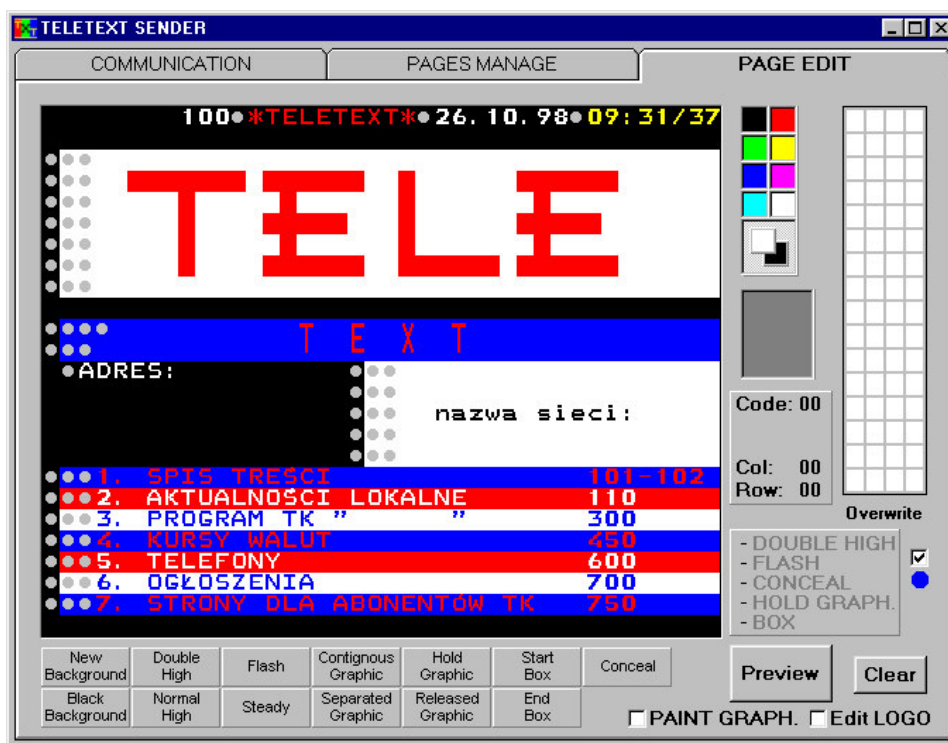 TELETEXT SENDER
COMMUNICATION PAGES MANAGE PAGE EDIT
100 *TELETEXT* 26.10.98 09:31/37
TELE
T E X T
ADRES:
nazwa sieci:
1. SPIS TREŚCI 101-102
2. AKTUALNOŚCI LOKALNE 110
3. PROGRAM TK " " 300
4. KURSY WALUT 450
5. TELEFONY 600
6. OGŁOSZENIA 700
7. STRONY DLA ABONENTÓW TK 750
Code: 00
Col: 00
Row: 00
Overwrite
- DOUBLE HIGH
- FLASH
- CONCEAL
- HOLD GRAPH.
- BOX
New Background Double High Flash Contignous Graphic Hold Graphic Start Box Conceal
Black Background Normal High Steady Separated Graphic Released Graphic End Box
Preview Clear
PAINT GRAPH. Edit LOGO